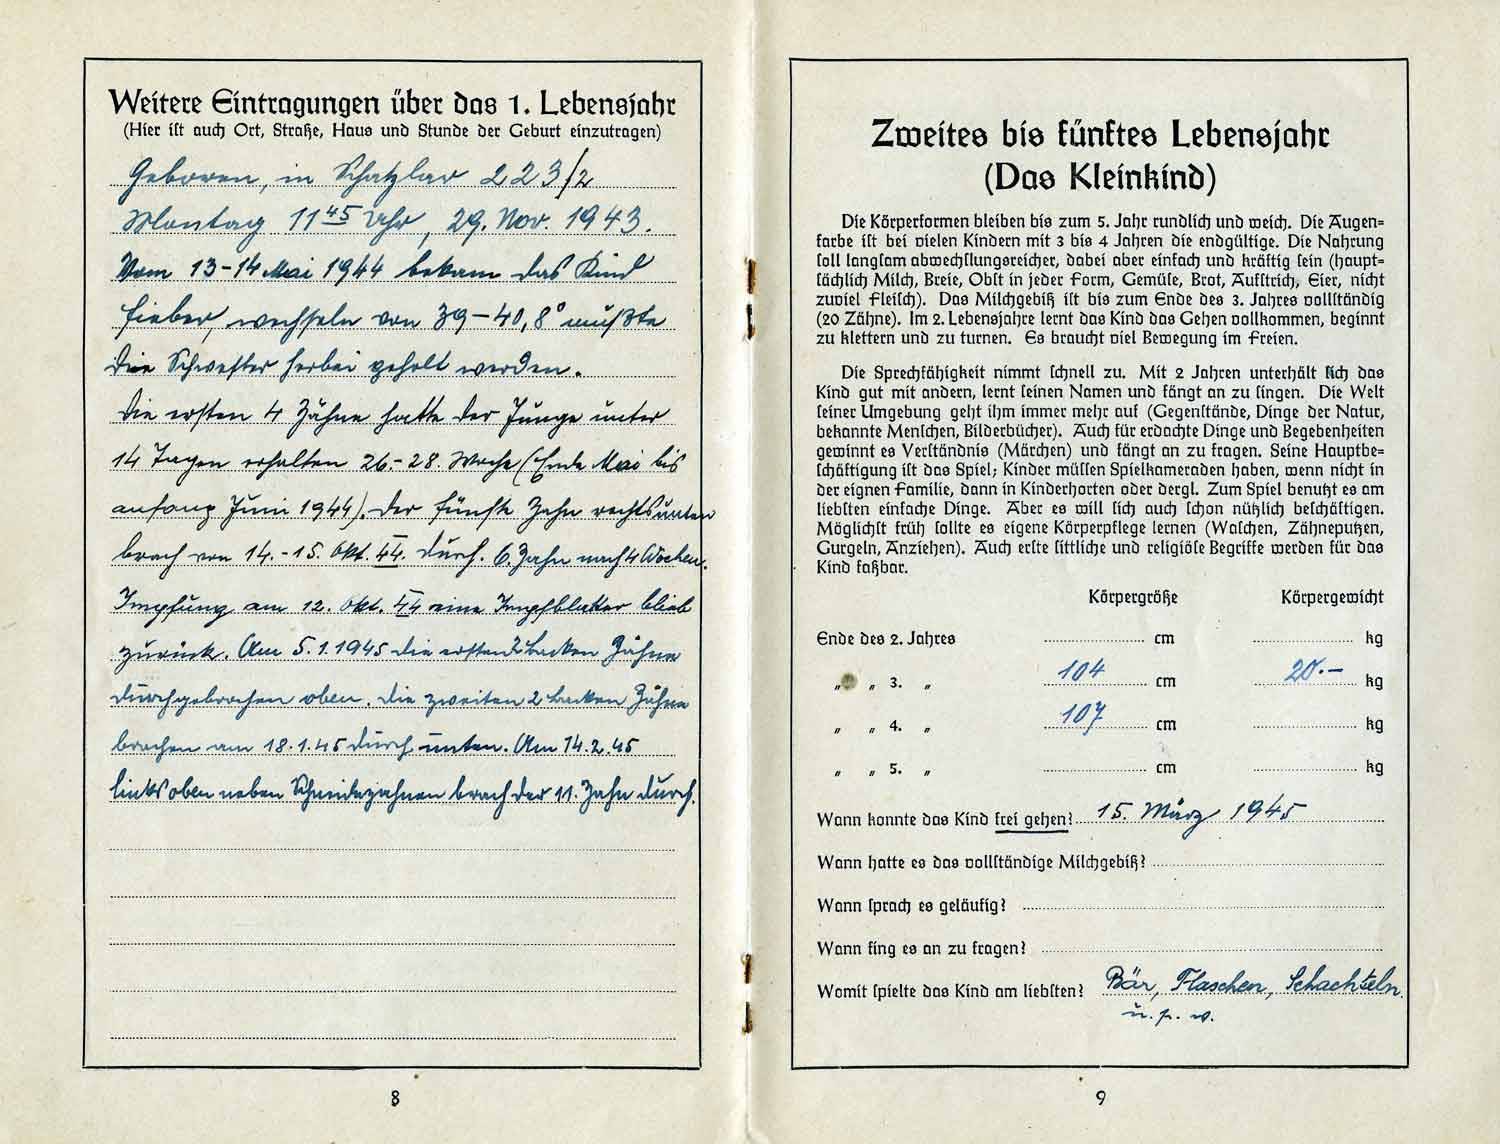 Weitere Eintragungen über das 1. Lebensjahr
(Hier ist auch Ort, Straße, Haus und Stunde der Geburt einzutragen)
Geboren, in Schatzlar 223/2
Montag 11 45 Uhr, 29. Nov. 1943.
Vom 13-14 Mai 1944 bekam das Kind
Fieber, wechseln von 39-40,8° mußte
die Schwester herbei geholt werden.
Die ersten 4 Zähne hatte der Junge unter
14 Tagen erhalten 26.-28. Woche (Ende Mai bis
anfang Juni 1944). Der fünfte Zahn rechts unten
brach von 14.-15. Okt. 44. durch. 6. Zahn nach 4 Wochen.
Impfung am 12. Okt. 44 eine Impfblatter blieb
zurück. Am 5.1.1945 die ersten 2 backen Zähne
durchgebrochen oben. Die zweiten 2 backen Zähne
brachen am 18.1.45 durch unten. Am 14.2.45
links oben neben Schneidezahnen brach der 11. Zahn durch.
8
Zweites bis fünftes Lebensjahr
(Das Kleinkind)
Die Körperformen bleiben bis zum 5. Jahr rundlich und weich. Die Augen-
farbe ist bei vielen Kindern mit 3 bis 4 Jahren die endgültige. Die Nahrung
soll langsam abwechslungsreicher, dabei aber einfach und kräftig sein (haupt-
sächlich Milch, Breie, Obst in jeder Form, Gemüse, Brot, Aufstrich, Eier, nicht
zuviel Fleisch). Das Milchgebiß ist bis zum Ende des 3. Jahres vollständig
(20 Zähne). Im 2. Lebensjahre lernt das Kind das Gehen vollkommen, beginnt
zu klettern und zu turnen. Es braucht viel Bewegung im Freien.
Die Sprechfähigkeit nimmt schnell zu. Mit 2 Jahren unterhält sich das
Kind gut mit andern, lernt seinen Namen und fängt an zu singen. Die Welt
seiner Umgebung geht ihm immer mehr auf (Gegenstände, Dinge der Natur,
bekannte Menschen, Bilderbücher). Auch für erdachte Dinge und Begebenheiten
gewinnt es Verständnis (Märchen) und fängt an zu fragen. Seine Hauptbe-
schäftigung ist das Spiel; Kinder müssen Spielkameraden haben, wenn nicht in
der eignen Familie, dann in Kinderhorten oder dergl. Zum Spiel benutzt es am
liebsten einfache Dinge. Aber es will sich auch schon nützlich beschäftigen.
Möglichst früh sollte es eigene Körperpflege lernen (Waschen, Zähneputzen,
Gurgeln, Anziehen). Auch erste sittliche und religiöse Begriffe werden für das
Kind faßbar.
Körpergröße Körpergewicht
Ende des 2. Jahres cm kg
„ „ 3. „ 104 cm 20.- kg
„ „ 4. „ 107 cm kg
„ „ 5. „ cm kg
Wann konnte das Kind frei gehen? 15. März 1945
Wann hatte es das vollständige Milchgebiß?
Wann sprach es geläufig?
Wann fing es an zu fragen?
Womit spielte das Kind am liebsten? Bär, Flaschen, Schachteln
u. s. w.
9